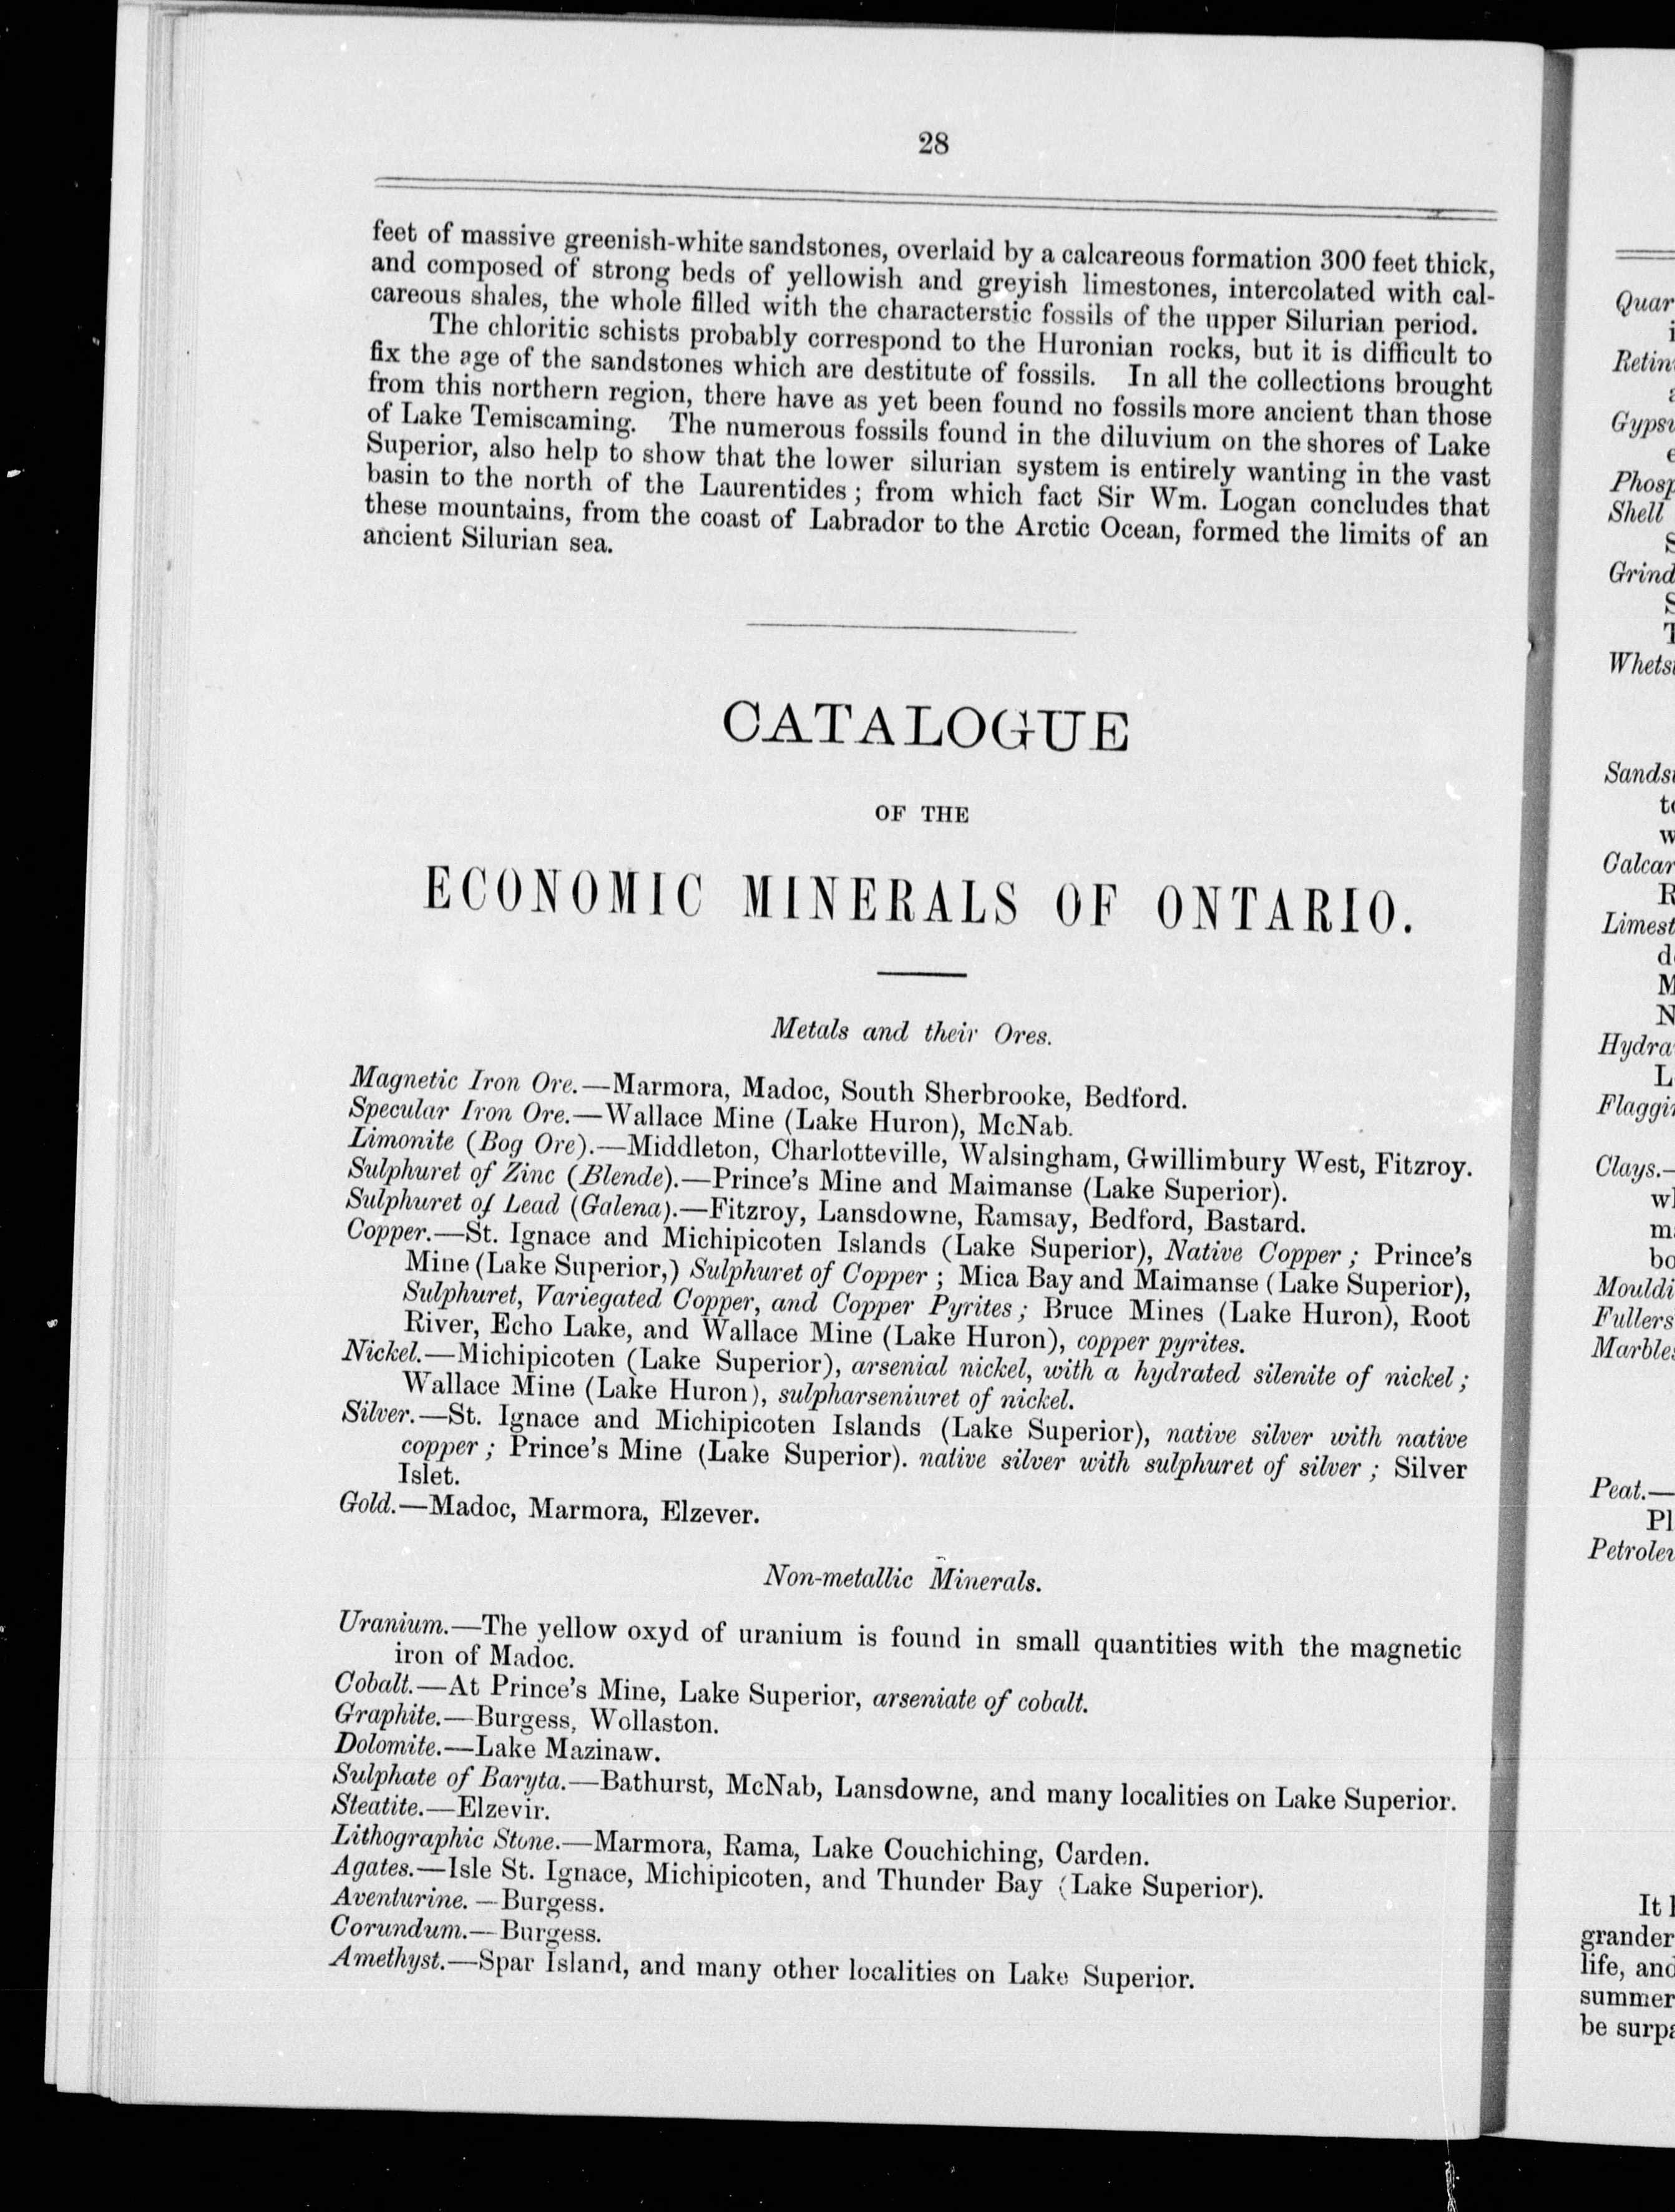 28
feet of massive greenish-white sandstones, overlaid by a calcareous formation 300 feet thick,
and composed of strong beds of yellowish and greyish limestones, intercolated with cal-
careous shales, the whole filled with the characterstic fossils of the upper Silurian period.
The chloritic schists probably correspond to the Huronian rocks, but it is difficult to
fix the age of the sandstones which are destitute of fossils. In all the collections brought
from this northern region, there have as yet been found no fossils more ancient than those
of Lake Temiscaming. The numerous fossils found in the diluvium on the shores of Lake
Superior, also help to show that the lower silurian system is entirely wanting in the vast
basin to the north of the Laurentides; from which fact Sir Wm. Logan concludes that
these mountains, from the coast of Labrador to the Arctic Ocean, formed the limits of an
ancient Silurian sea.
CATALOGUE
OF THE
ECONOMIC MINERALS OF ONTARIO.
Metals and their Ores.
Magnetic Iron Ore.—Marmora, Madoc, South Sherbrooke, Bedford.
Specular Iron Ore.—Wallace Mine (Lake Huron), McNab.
Limonite (Bog Ore).—Middleton, Charlotteville, Walsingham, Gwillimbury West, Fitzroy.
Sulphuret of Zinc (Blende).—Prince's Mine and Maimanse (Lake Superior).
Sulphuret of Lead (Galena).—Fitzroy, Lansdowne, Ramsay, Bedford, Bastard.
Copper.—St. Ignace and Michipicoten Islands (Lake Superior), Native Copper; Prince's
Mine (Lake Superior,) Sulphuret of Copper; Mica Bay and Maimanse (Lake Superior),
Sulphuret, Variegated Copper, and Copper Pyrites; Bruce Mines (Lake Huron), Root
River, Echo Lake, and Wallace Mine (Lake Huron), copper pyrites.
Nickel.—Michipicoten (Lake Superior), arsenial nickel, with a hydrated silenite of nickel;
Wallace Mine (Lake Huron), sulpharseniuret of nickel.
Silver.—St. Ignace and Michipicoten Islands (Lake Superior), native silver with native
copper; Prince's Mine (Lake Superior). native silver with sulphuret of silver; Silver
Islet.
Gold.—Madoc, Marmora, Elzever.
Non-metallic Minerals.
Uranium.—The yellow oxyd of uranium is found in small quantities with the magnetic
iron of Madoc.
Cobalt.—At Prince's Mine, Lake Superior, arseniate of cobalt.
Graphite.—Burgess, Wollaston.
Dolomite.—Lake Mazinaw.
Sulphate of Baryta.—Bathurst, McNab, Lansdowne, and many localities on Lake Superior.
Steatite.—Elzevir.
Lithographic Stone.—Marmora, Rama, Lake Couchiching, Carden.
Agates.—Isle St. Ignace, Michipicoten, and Thunder Bay (Lake Superior).
Aventurine.—Burgess.
Corundum.—Burgess.
Amethyst.—Spar Island, and many other localities on Lake Superior.
Shell
Clays.—
Peat.—
It
life,
be